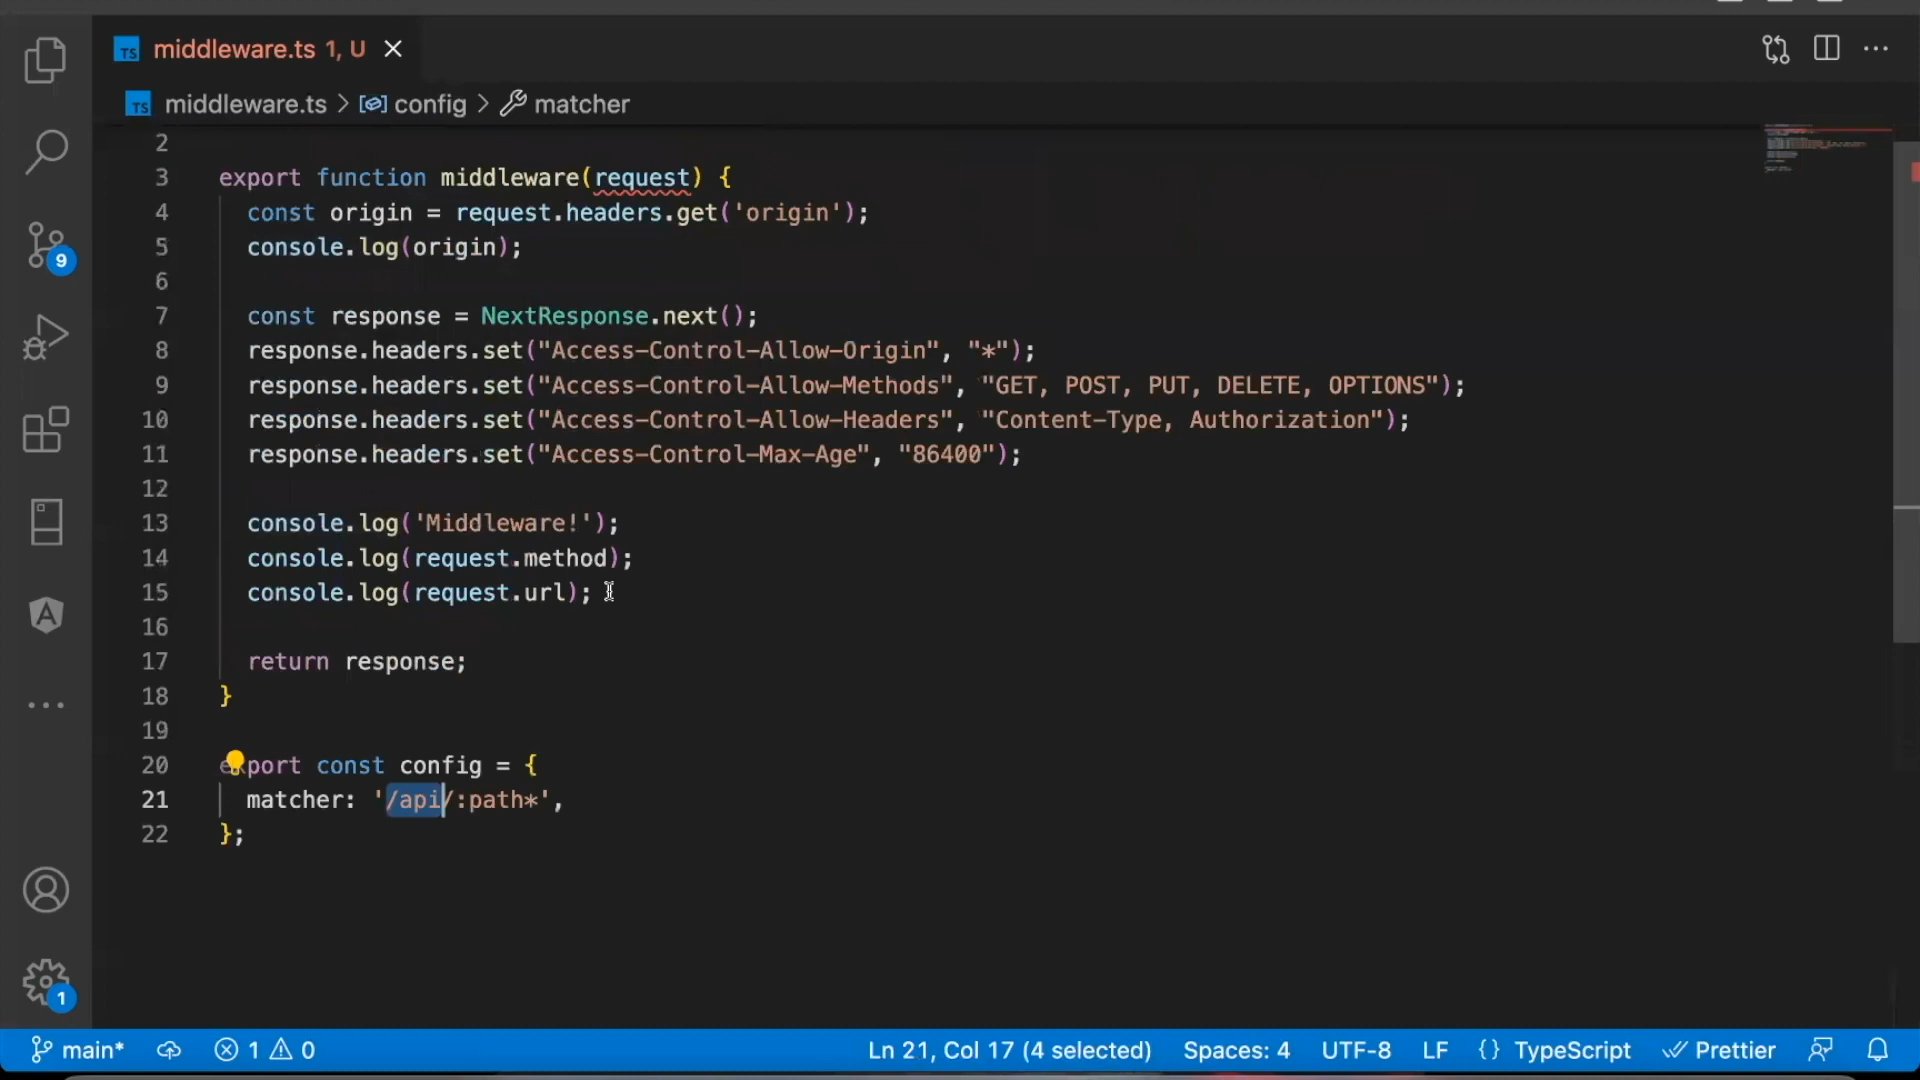 TS middleware.ts 1, U
TS middleware.ts > config > matcher
2
3 export function middleware(request) {
4 const origin = request.headers.get('origin');
5 console.log(origin);
6
7 const response = NextResponse.next();
8 response.headers.set("Access-Control-Allow-Origin", "*");
9 response.headers.set("Access-Control-Allow-Methods", "GET, POST, PUT, DELETE, OPTIONS");
10 response.headers.set("Access-Control-Allow-Headers", "Content-Type, Authorization");
11 response.headers.set("Access-Control-Max-Age", "86400");
12
13 console.log('Middleware!');
14 console.log(request.method);
15 console.log(request.url);
16
17 return response;
18 }
19
20 export const config = {
21 matcher: '/api/:path*',
22 };
9
1
main* 1 0 Ln 21, Col 17 (4 selected) Spaces: 4 UTF-8 LF {} TypeScript Prettier